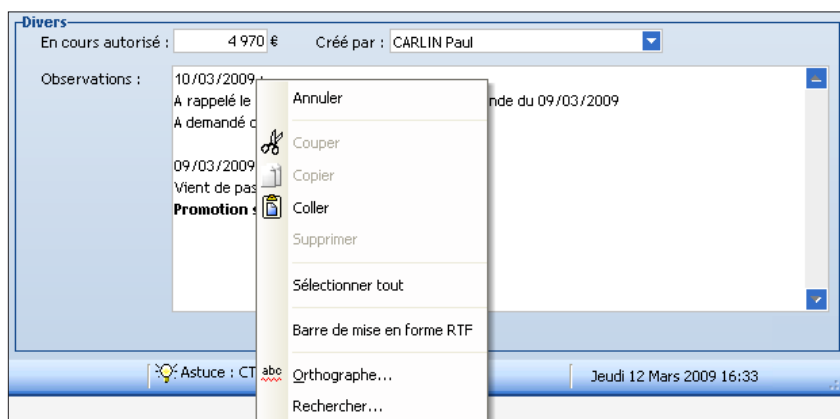 Divers
En cours autorisé : 4 970 € Créé par : CARLIN Paul
Observations :
10/03/2009 :
A rappelé le nde du 09/03/2009
A demandé
09/03/2009
Vient de pas
Promotion s
Annuler
Couper
Copier
Coller
Supprimer
Sélectionner tout
Barre de mise en forme RTF
abc Orthographe...
Rechercher...
Astuce : CT
Jeudi 12 Mars 2009 16:33